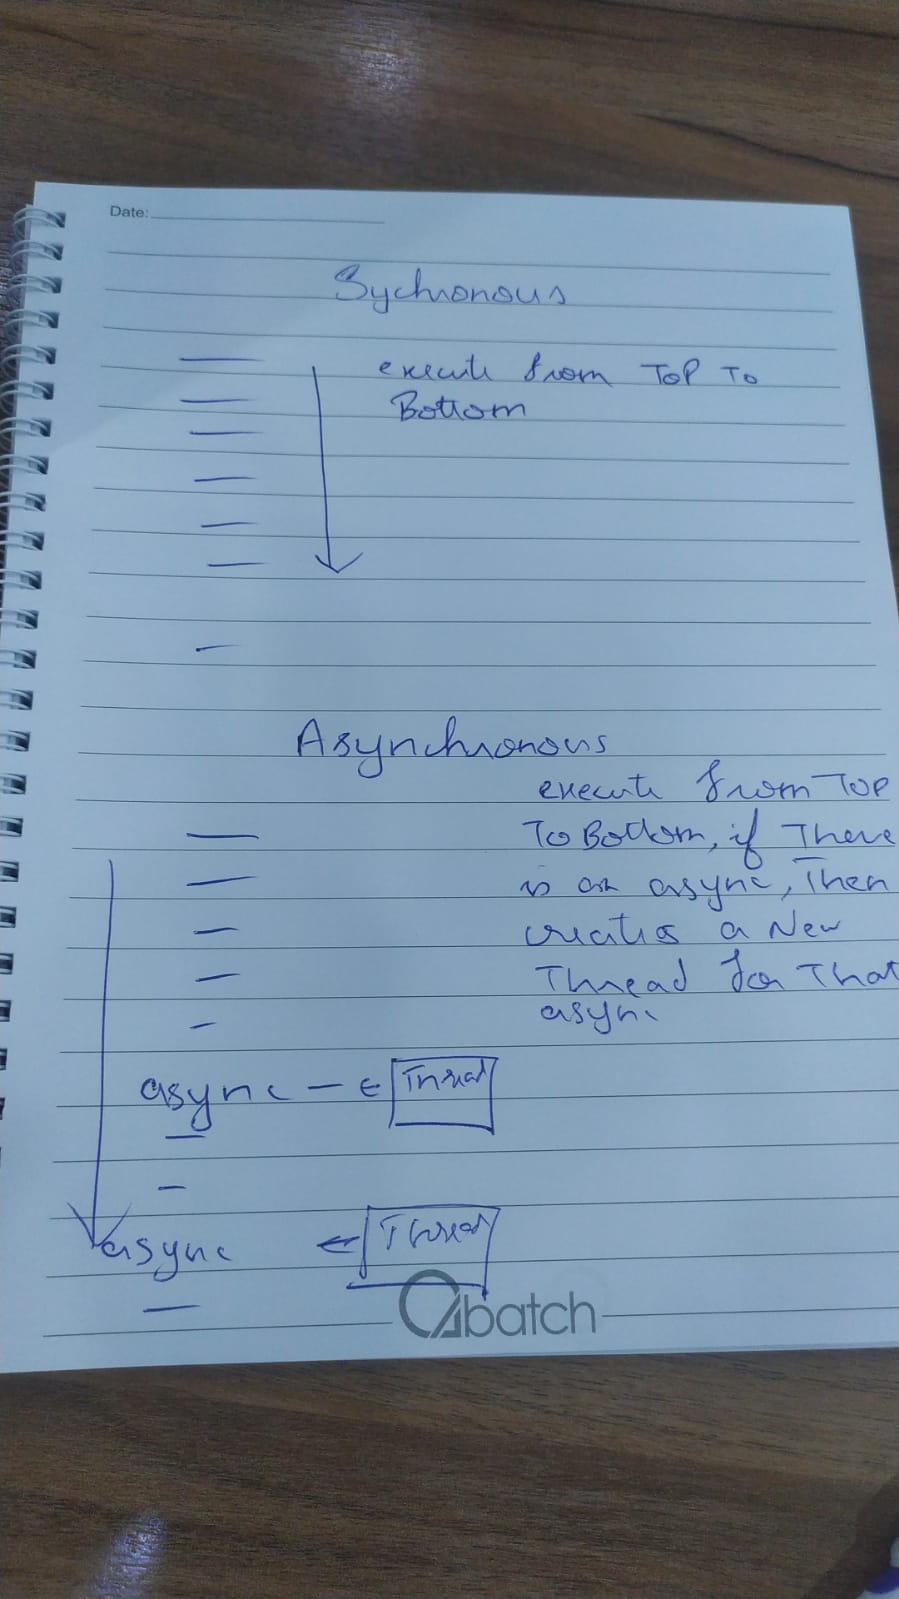 Date:
Sychronous
execute from TOP TO
Bottom
Asynchronous
execute from TOP
To Bottom, if There
is an async, Then
creates a New
Thread for That
async
async
Thread
async
Thread
Qabatch